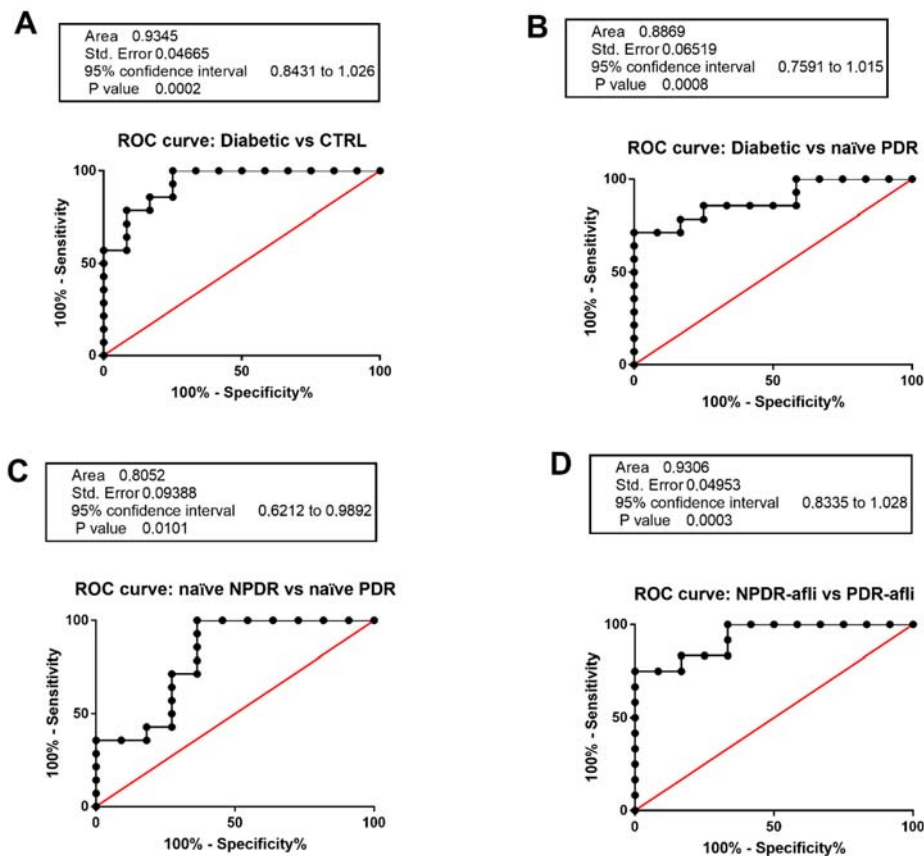 A
Area 0.9345
Std. Error 0.04665
95% confidence interval 0.8431 to 1.026
P value 0.0002
ROC curve: Diabetic vs CTRL
100
50
0
100% - Sensitivity
0 50 100
100% - Specificity%
B
Area 0.8869
Std. Error 0.06519
95% confidence interval 0.7591 to 1.015
P value 0.0008
ROC curve: Diabetic vs naïve PDR
100
50
0
100% - Sensitivity
0 50 100
100% - Specificity%
C
Area 0.8052
Std. Error 0.09388
95% confidence interval 0.6212 to 0.9892
P value 0.0101
ROC curve: naïve NPDR vs naïve PDR
100
50
0
100% - Sensitivity
0 50 100
100% - Specificity%
D
Area 0.9306
Std. Error 0.04953
95% confidence interval 0.8335 to 1.028
P value 0.0003
ROC curve: NPDR-afli vs PDR-afli
100
50
0
100% - Sensitivity
0 50 100
100% - Specificity%